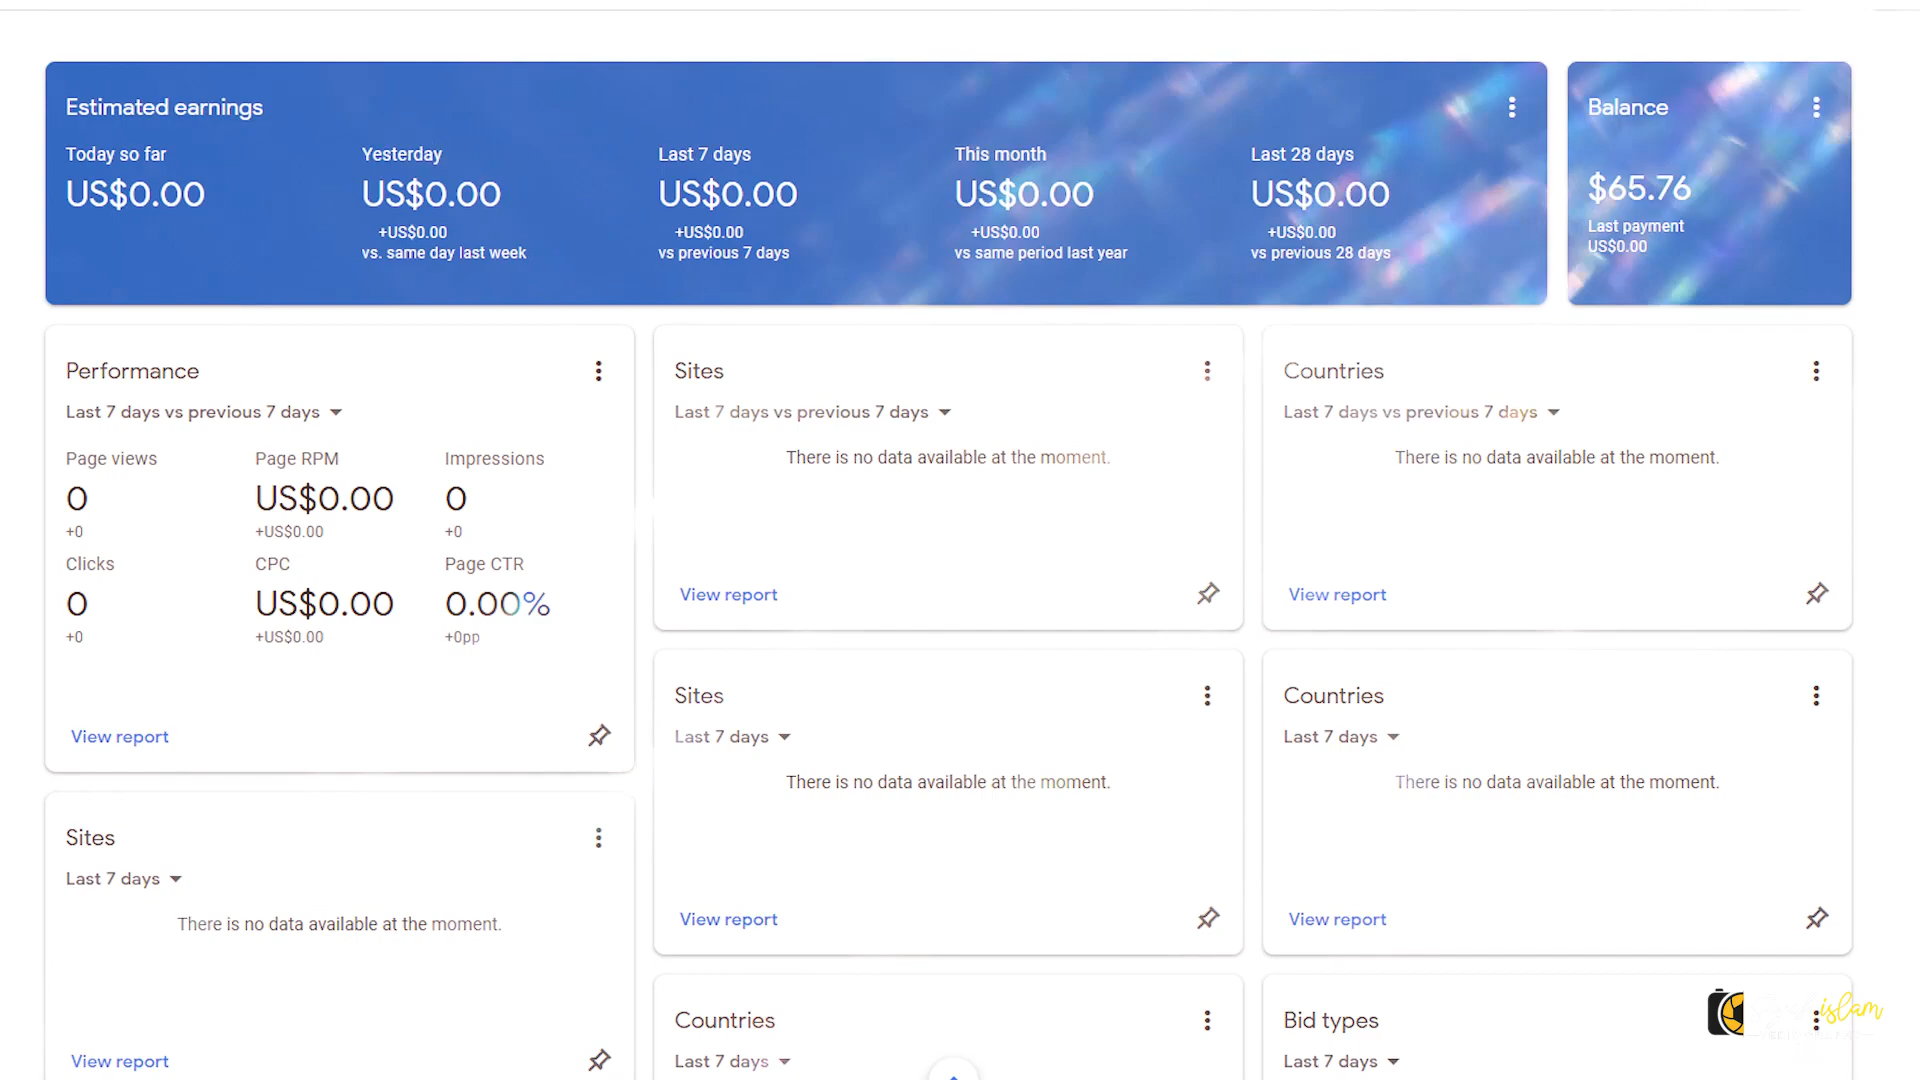 Estimated earnings
Today so far
US$0.00
Yesterday
US$0.00
+US$0.00
vs. same day last week
Last 7 days
US$0.00
+US$0.00
vs previous 7 days
This month
US$0.00
+US$0.00
vs same period last year
Last 28 days
US$0.00
+US$0.00
vs previous 28 days
Balance
$65.76
Last payment
US$0.00
Performance
Last 7 days vs previous 7 days
Page views
0
+0
Page RPM
US$0.00
+US$0.00
Impressions
0
+0
Clicks
0
+0
CPC
US$0.00
+US$0.00
Page CTR
0.00%
+0pp
View report
Sites
Last 7 days vs previous 7 days
There is no data available at the moment.
View report
Countries
Last 7 days vs previous 7 days
There is no data available at the moment.
View report
Sites
Last 7 days
There is no data available at the moment.
View report
Countries
Last 7 days
There is no data available at the moment.
View report
Sites
Last 7 days
There is no data available at the moment.
View report
Countries
Last 7 days
Bid types
Last 7 days
islam